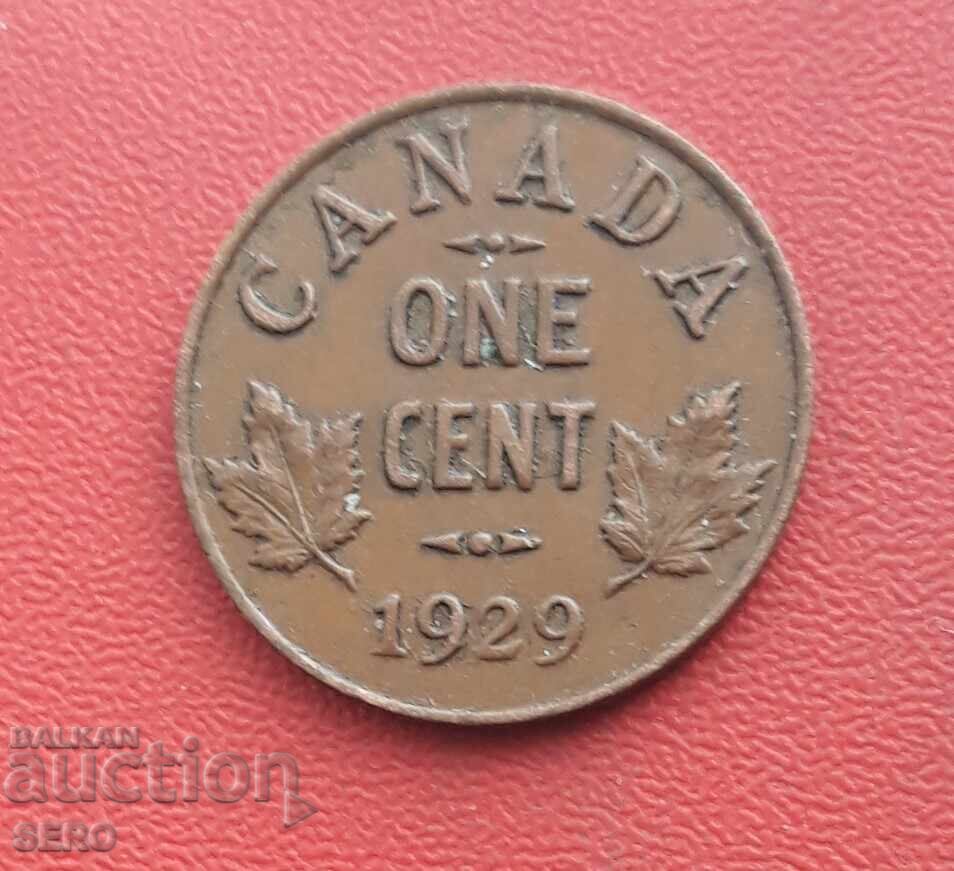 CANADA
ONE
CENT
1929
BALKAN
auction
SERO